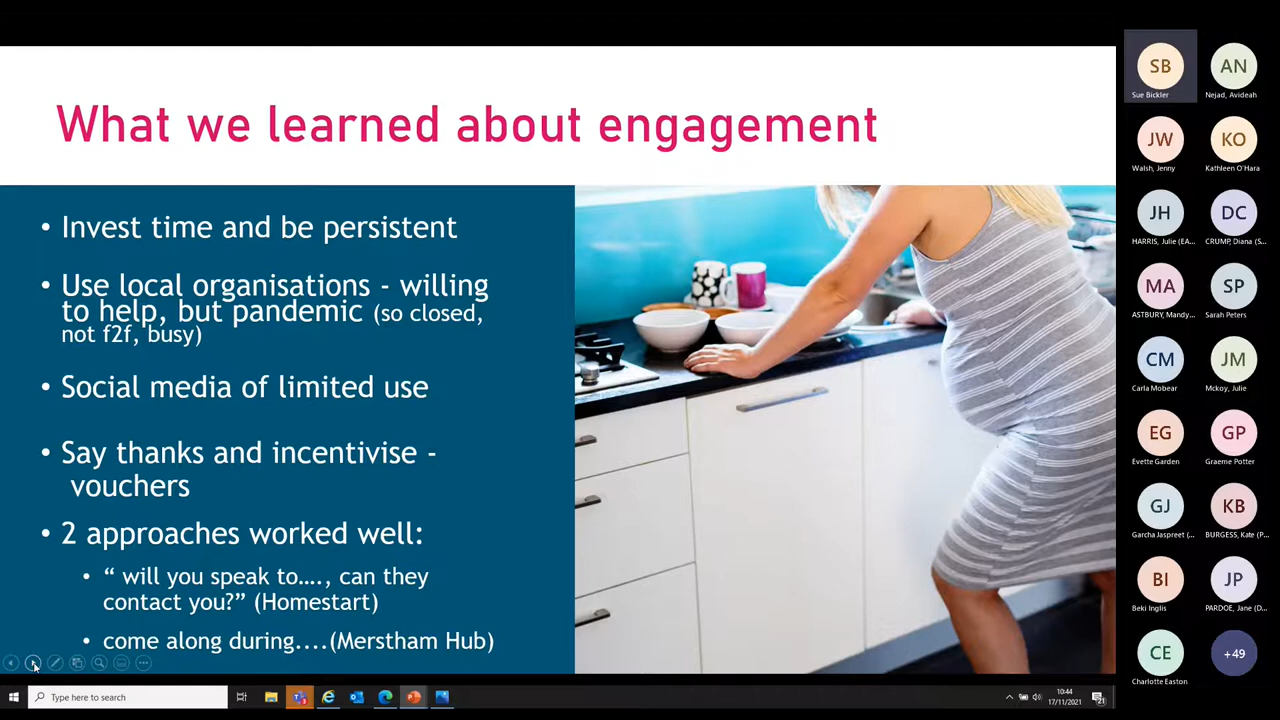 What we learned about engagement
• Invest time and be persistent
• Use local organisations - willing
to help, but pandemic (so closed,
not f2f, busy)
• Social media of limited use
• Say thanks and incentivise -
vouchers
• 2 approaches worked well:
• “ will you speak to…., can they
contact you?” (Homestart)
• come along during....(Merstham Hub)
SB
Sue Bickler
AN
Nejad, Avideah
JW
Walsh, Jenny
KO
Kathleen O'Hara
JH
HARRIS, Julie (EA...
DC
CRUMP, Diana (S...
MA
ASTBURY, Mandy...
SP
Sarah Peters
CM
Carla Mobear
JM
Mckoy, Julie
EG
Evette Garden
GP
Graeme Potter
GJ
Garcha Jaspreet (...
KB
BURGESS, Kate (P...
BI
Beki Inglis
JP
PARDOE, Jane (D...
CE
Charlotte Easton
+49
Type here to search
10:44
17/11/2021
21